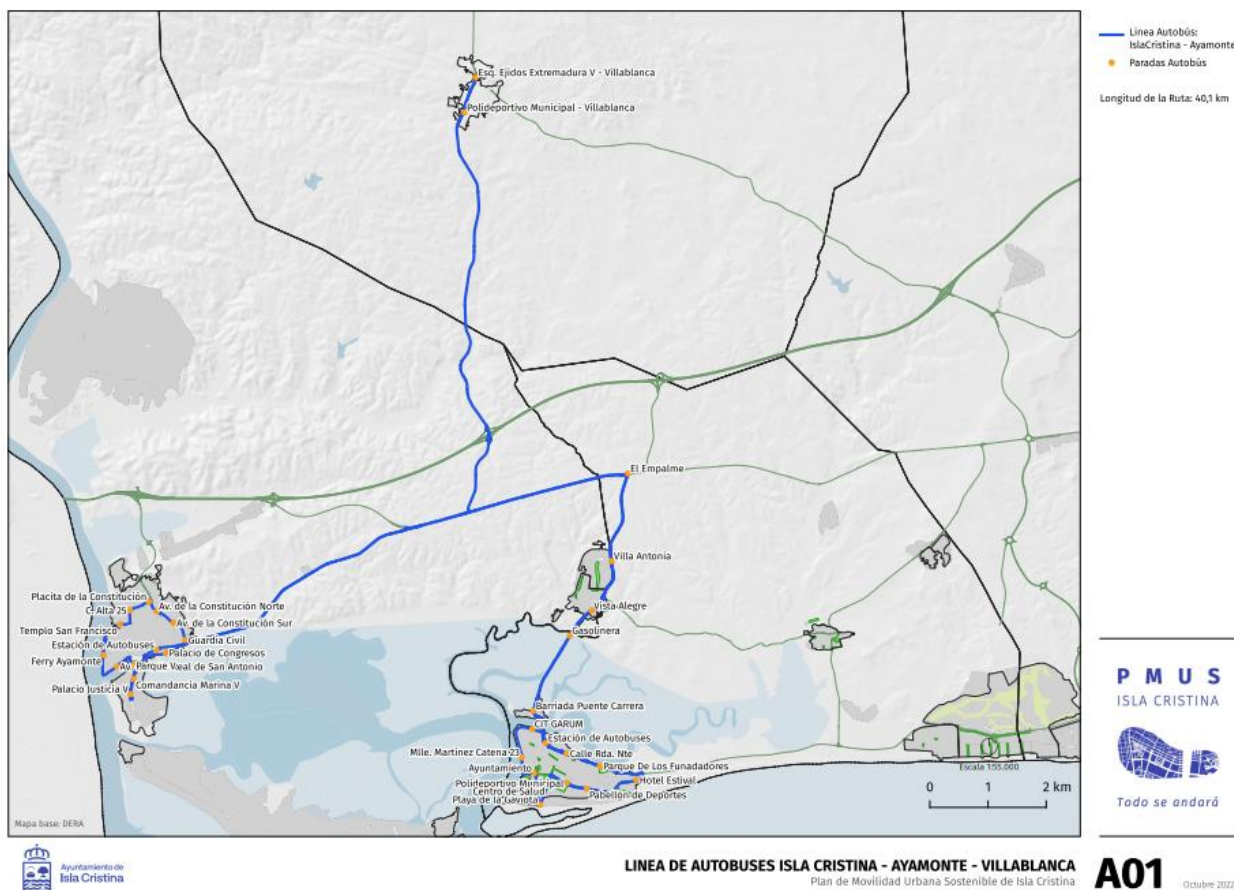 Linea Autobús:
IslaCristina - Ayamonte
Paradas Autobús
Longitud de la Ruta: 40,1 km
Esq. Ejidos Extremadura V - Villablanca
Polideportivo Municipal - Villablanca
El Empalme
Villa Antonia
Vista Alegre
Gasolinera
Placita de la Constitución
C. Alta 25
Av. de la Constitución Norte
Av. de la Constitución Sur
Templo San Francisco
Guardia Civil
Estación de Autobuses
Palacio de Congresos
Ferry Ayamonte
Av. Parque
real de San Antonio
Comandancia Marina V
Palacio Justicia V
Barriada Puente Carrera
CIT GARUM
Estación de Autobuses
Mlle. Martinez Catena 23
Calle Rda. Nte
Ayuntamiento
Parque De Los Funadadores
Polideportivo Municipal
Hotel Estival
Centro de Salud
Pabellón de Deportes
Playa de la Gaviota
Escala 1:55.000
0 1 2 km
Mapa base: DERA
PMUS
ISLA CRISTINA
Todo se andará
Ayuntamiento de
Isla Cristina
LINEA DE AUTOBUSES ISLA CRISTINA - AYAMONTE - VILLABLANCA
Plan de Movilidad Urbana Sostenible de Isla Cristina
A01
Octubre 2022